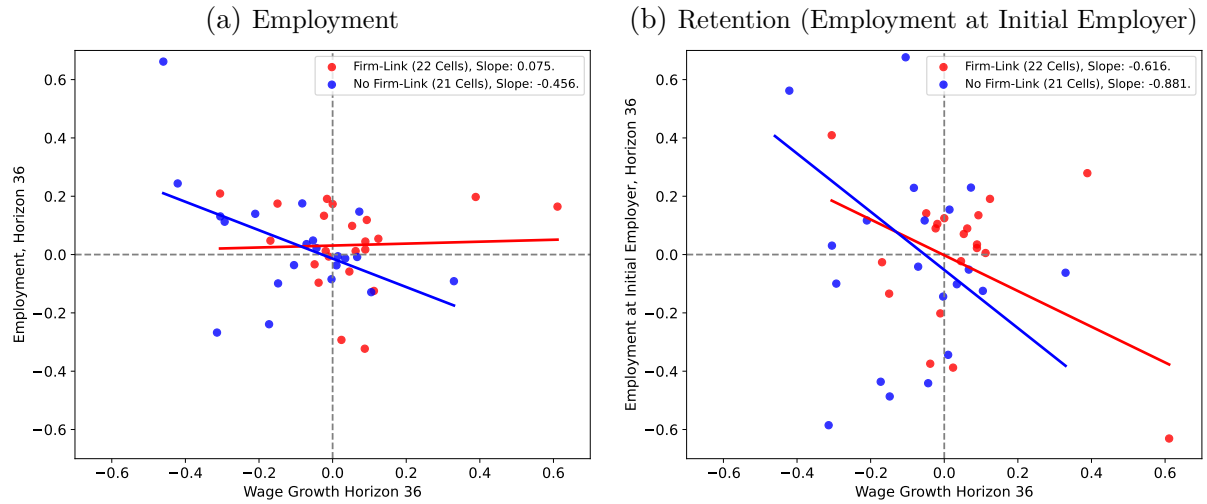 (a) Employment
Firm-Link (22 Cells), Slope: 0.075.
No Firm-Link (21 Cells), Slope: -0.456.
0.6
0.4
0.2
0.0
−0.2
−0.4
−0.6
Employment, Horizon 36
−0.6 −0.4 −0.2 0.0 0.2 0.4 0.6
Wage Growth Horizon 36
(b) Retention (Employment at Initial Employer)
Firm-Link (22 Cells), Slope: -0.616.
No Firm-Link (21 Cells), Slope: -0.881.
0.6
0.4
0.2
0.0
−0.2
−0.4
−0.6
Employment at Initial Employer, Horizon 36
−0.6 −0.4 −0.2 0.0 0.2 0.4 0.6
Wage Growth Horizon 36